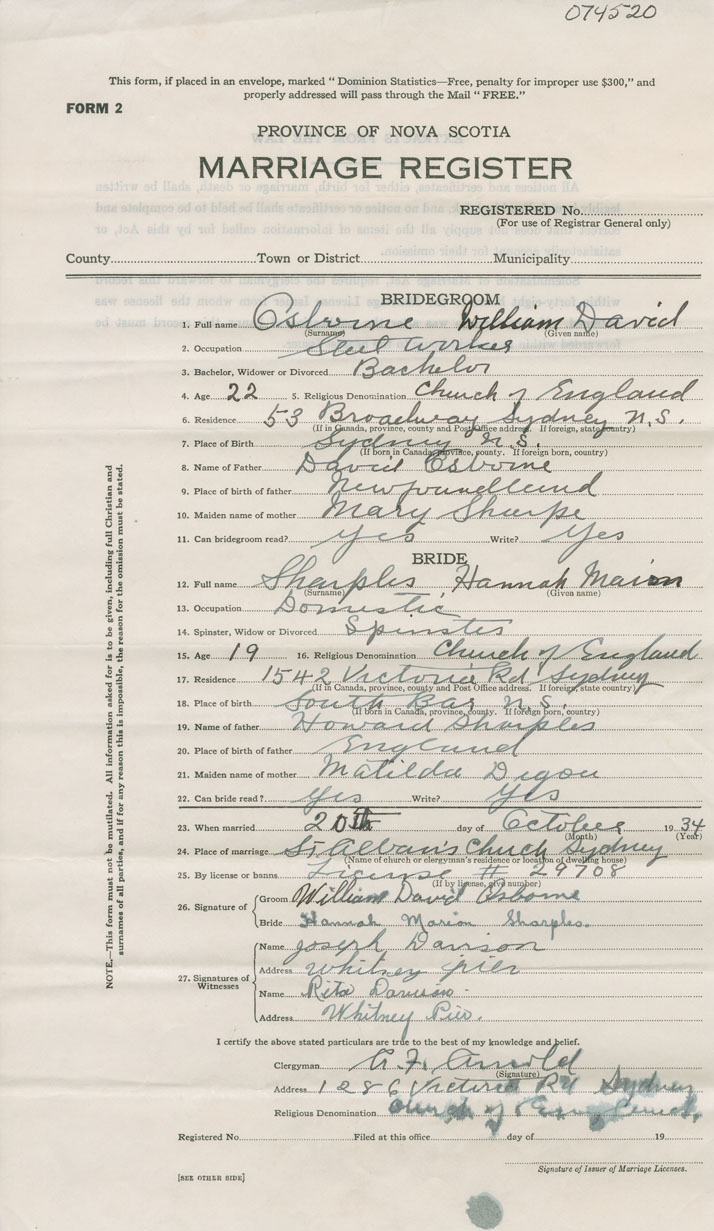 074520
This form, if placed in an envelope, marked " Dominion Statistics—Free, penalty for improper use $300," and
properly addressed will pass through the Mail " FREE."
FORM 2
PROVINCE OF NOVA SCOTIA
MARRIAGE REGISTER
REGISTERED No.
(For use of Registrar General only)
County Town or District Municipality
BRIDEGROOM
1. Full name Osborne William David
(Surname) (Given name)
2. Occupation Steel Worker
3. Bachelor, Widower or Divorced Bachelor
4. Age 22 5. Religious Denomination Church of England
6. Residence 53 Broadway Sydney N.S.
(If in Canada, province, county and Post Office address. If foreign, state country)
7. Place of Birth Sydney N.S.
(If born in Canada, province, county. If foreign born, country)
8. Name of Father David Osborne
9. Place of birth of father Newfoundland
10. Maiden name of mother Mary Sharpe
11. Can bridegroom read? yes Write? Yes
BRIDE
12. Full name Sharples Hannah Marion
(Surname) (Given name)
13. Occupation Domestic
14. Spinster, Widow or Divorced Spinster
15. Age 19 16. Religious Denomination Church of England
17. Residence 1542 Victoria Rd Sydney
(If in Canada, province, county and Post Office address. If foreign, state country)
18. Place of birth South Bar N.S.
(If born in Canada, province, county. If foreign born, country)
19. Name of father Howard Sharples
20. Place of birth of father England
21. Maiden name of mother Matilda Digou
22. Can bride read? yes Write? yes
23. When married 20th day of October 1934
(Month) (Year)
24. Place of marriage St Alban's Church Sydney
(Name of church or clergyman's residence or location of dwelling house)
25. By license or banns License # 29708
(If by license, give number)
26. Signature of Groom William David Osborne
Bride Hannah Marion Sharples.
27. Signatures of Witnesses
Name Joseph Davison
Address Whitney Pier
Name Rita
Address Whitney Pier.
I certify the above stated particulars are true to the best of my knowledge and belief.
Clergyman A. F. Arnold
(Signature)
Address 1286 Victoria Rd Sydney
Religious Denomination Church of
Registered No. Filed at this office day of 19
Signature of Issuer of Marriage Licenses.
[SEE OTHER SIDE]
NOTE.—This form must not be mutilated. All information asked for is to be given, including full Christian and
surnames of all parties, and if for any reason this is impossible, the reason for the omission must be stated.